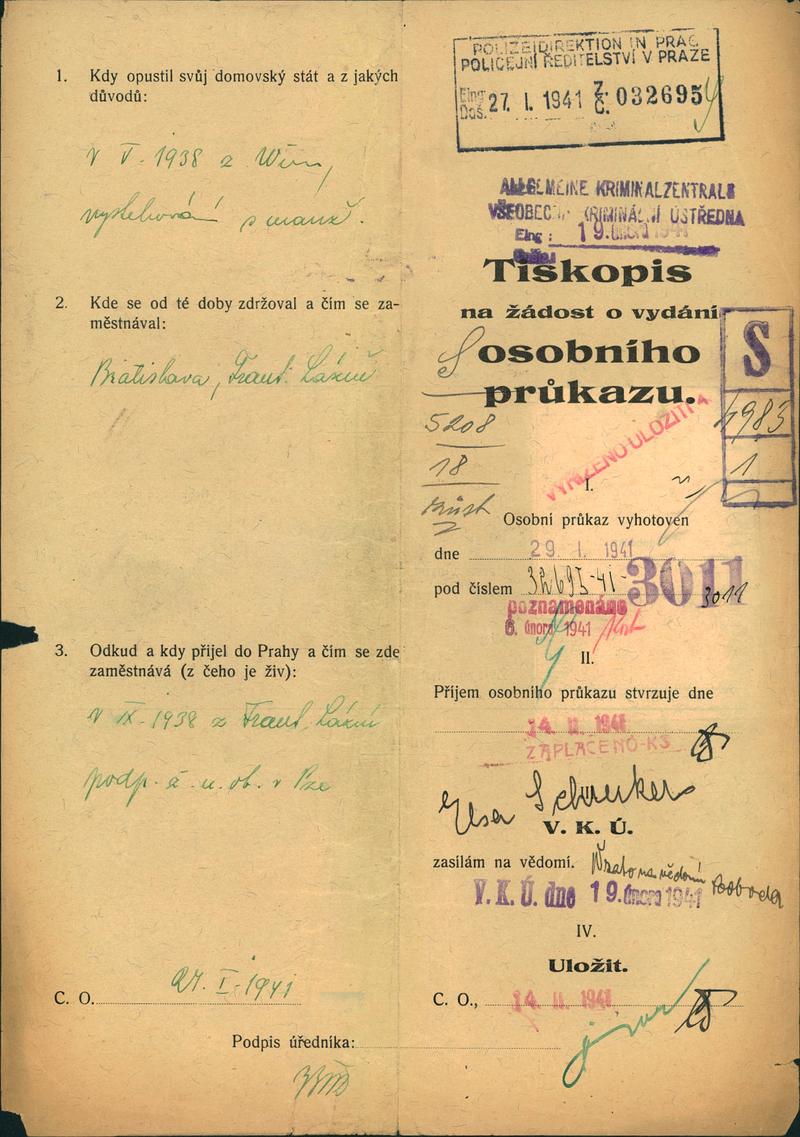 1. Kdy opustil svůj domovský stát a z jakých
důvodů:
v V. 1938 z Wien,
vystěhování s manž.
2. Kde se od té doby zdržoval a čím se za-
městnával:
Bratislava, Frant. Lázně
3. Odkud a kdy přijel do Prahy a čím se zde
zaměstnává (z čeho je živ):
v IX. 1938 z Frant. Lázní
podp. ž. n. ob. v Pze
C. O. 27. I. 1941
Podpis úředníka:
POLIZEIDIREKTION IN PRAG
POLICEJNÍ ŘEDITELSTVÍ V PRAZE
Eing.
Doš. 27. I. 1941 Z. C. 032695
ALLGEMEINE KRIMINALZENTRALE
VŠEOBECNÁ KRIMINÁLNÍ ÚSTŘEDNA
Eing: 19. února 1941
Tiskopis
na žádost o vydání
osobního
průkazu.
S
S
4983
1
5208
18
VYŘÍZENO ULOŽITI
I.
Osobní průkaz vyhotoven
dne 29. I. 1941
pod číslem 32695-41- 3011
3011
poznamenáno
6. února 1941
II.
Příjem osobního průkazu stvrzuje dne
14. II. 1941
ZAPLACENO-K3
Elsa
V. K. Ú.
zasílám na vědomí. Vzato na vědomí
V. K. Ú. dne 19. února 1941 Svoboda
IV.
Uložit.
C. O., 14. II. 1941